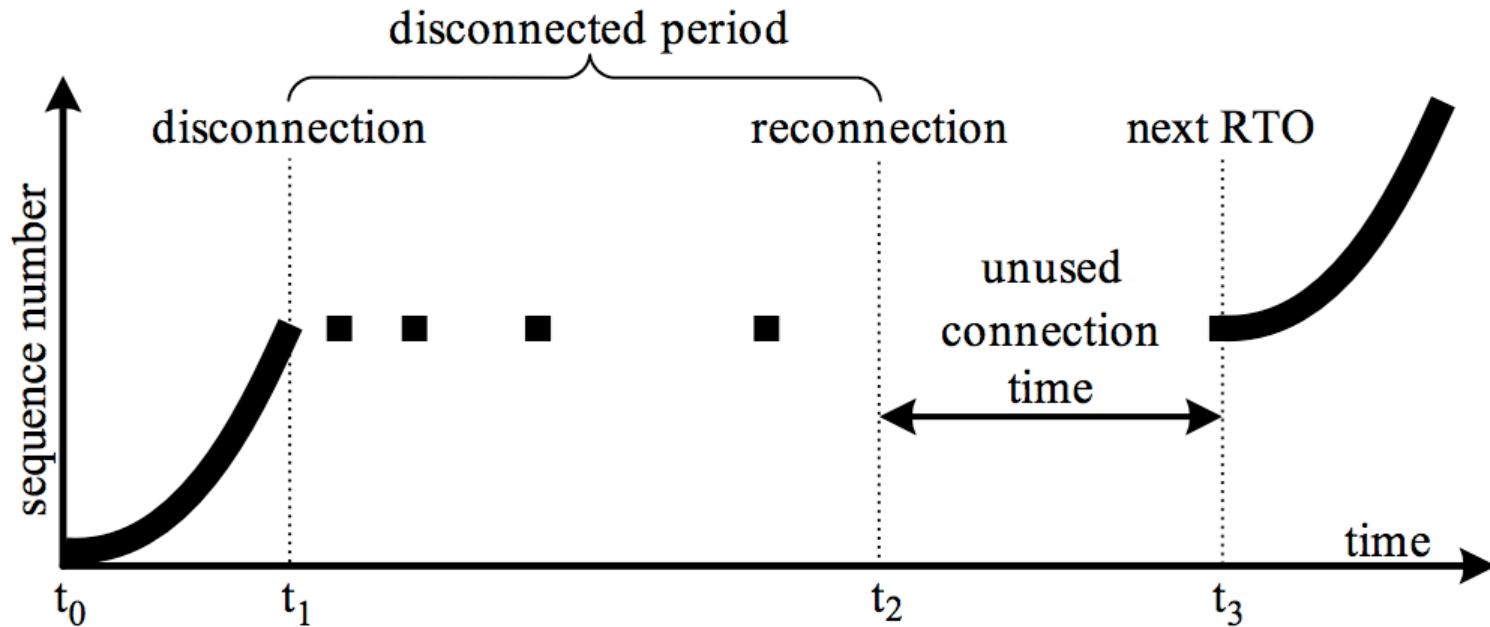 disconnected period
disconnection
reconnection
next RTO
sequence number
unused
connection
time
time
t0
t1
t2
t3